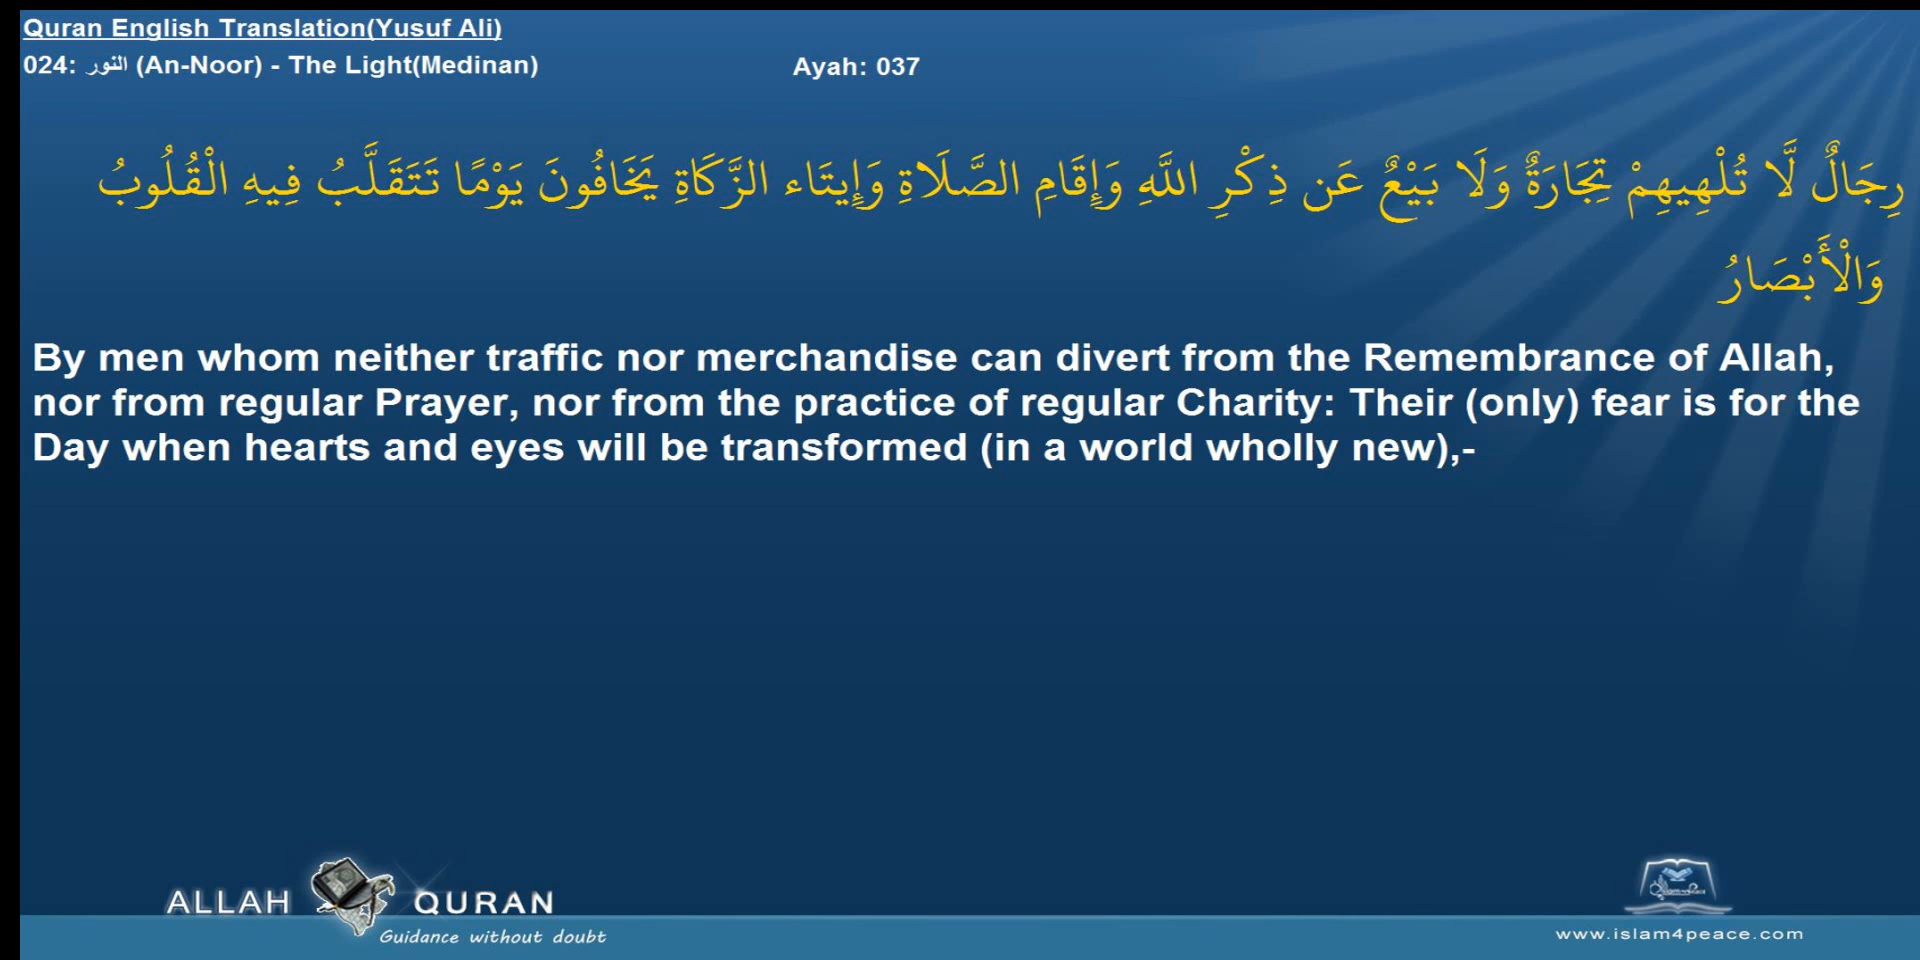 Quran English Translation(Yusuf Ali)
024: النور (An-Noor) - The Light(Medinan) Ayah: 037
رِجَالٌ لَّا تُلْهِيهِمْ تِجَارَةٌ وَلَا بَيْعٌ عَن ذِكْرِ اللَّهِ وَإِقَامِ الصَّلَاةِ وَإِيتَاء الزَّكَاةِ يَخَافُونَ يَوْمًا تَتَقَلَّبُ فِيهِ الْقُلُوبُ
وَالْأَبْصَارُ
By men whom neither traffic nor merchandise can divert from the Remembrance of Allah,
nor from regular Prayer, nor from the practice of regular Charity: Their (only) fear is for the
Day when hearts and eyes will be transformed (in a world wholly new),-
ALLAH QURAN
Guidance without doubt
www.islam4peace.com